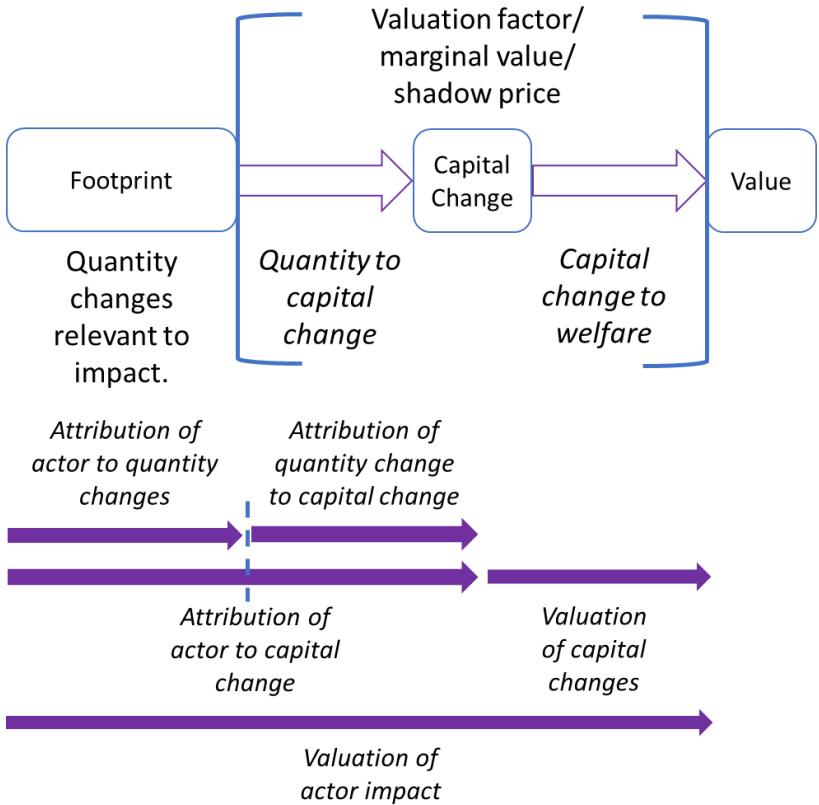 Valuation factor/
marginal value/
shadow price
Footprint
Capital
Change
Value
Quantity
changes
relevant to
impact.
Quantity to
capital
change
Capital
change to
welfare
Attribution of
actor to quantity
changes
Attribution of
quantity change
to capital change
Attribution of
actor to capital
change
Valuation
of capital
changes
Valuation of
actor impact